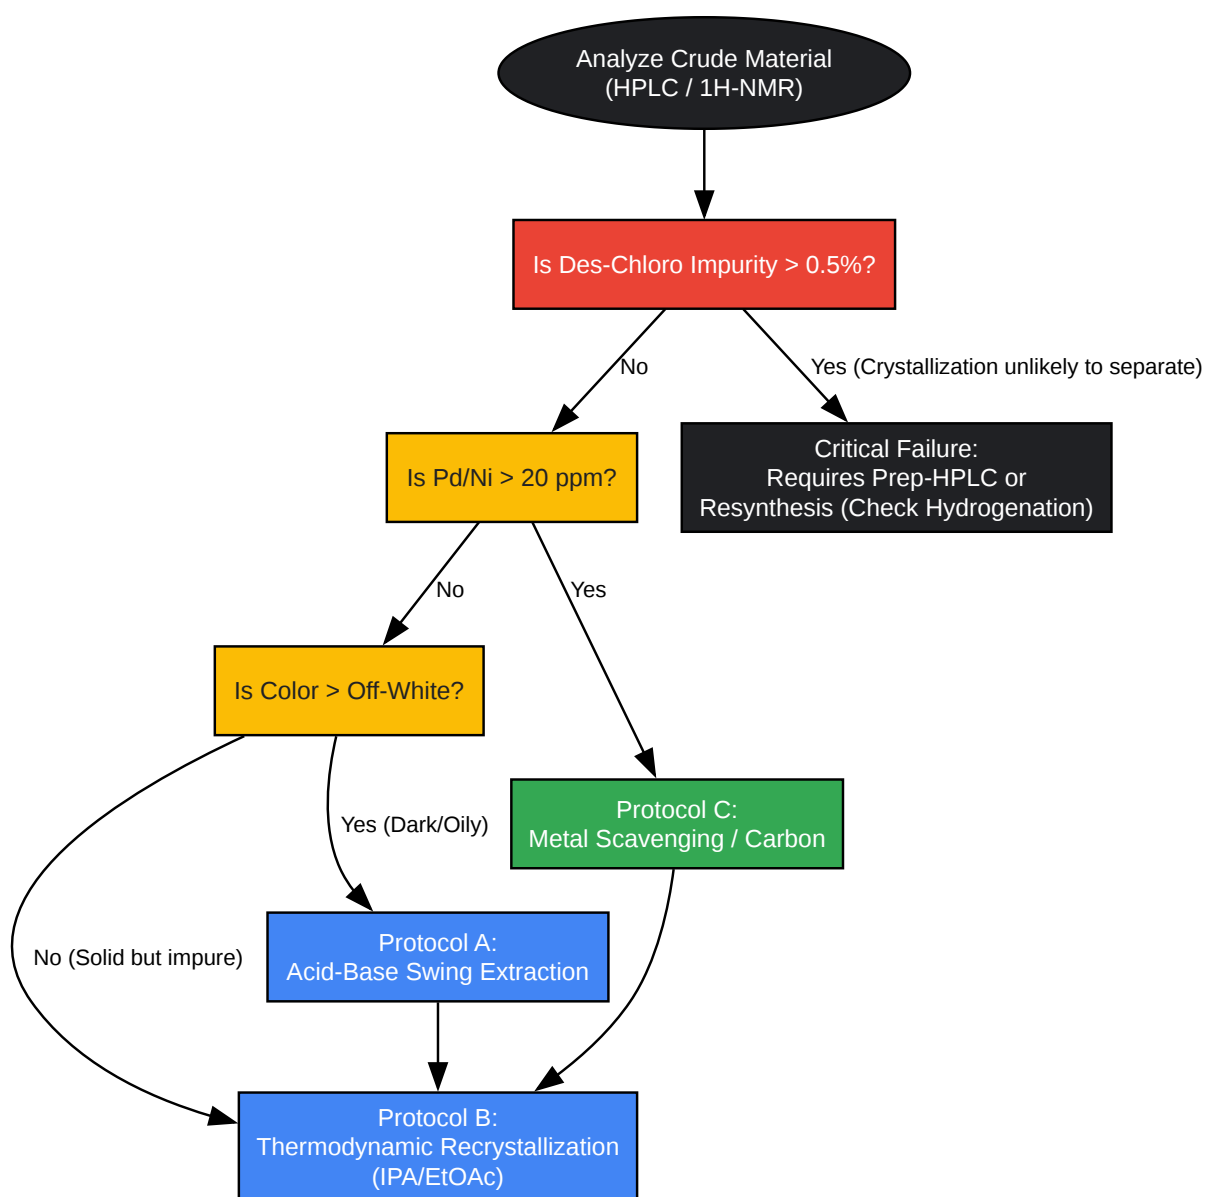 Analyze Crude Material
(HPLC / 1H-NMR)
Is Des-Chloro Impurity > 0.5%?
No
Yes (Crystallization unlikely to separate)
Is Pd/Ni > 20 ppm?
Critical Failure:
Requires Prep-HPLC or
Resynthesis (Check Hydrogenation)
No
Yes
Is Color > Off-White?
Yes (Dark/Oily)
Protocol C:
Metal Scavenging / Carbon
No (Solid but impure)
Protocol A:
Acid-Base Swing Extraction
Protocol B:
Thermodynamic Recrystallization
(IPA/EtOAc)